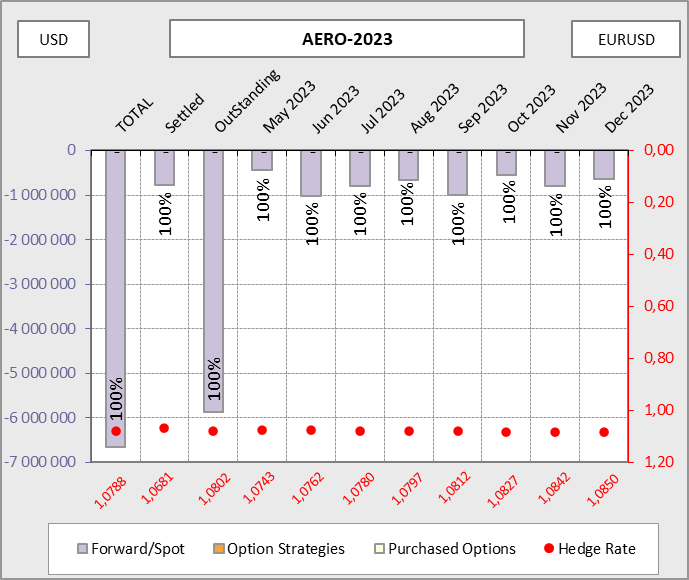 USD
AERO-2023
EURUSD
TOTAL
Settled
OutStanding
May 2023
Jun 2023
Jul 2023
Aug 2023
Sep 2023
Oct 2023
Nov 2023
Dec 2023
0
-1 000 000
-2 000 000
-3 000 000
-4 000 000
-5 000 000
-6 000 000
-7 000 000
100%
100%
100%
100%
100%
100%
100%
100%
100%
100%
100%
0,00
0,20
0,40
0,60
0,80
1,00
1,20
1,0788
1,0681
1,0802
1,0743
1,0762
1,0780
1,0797
1,0812
1,0827
1,0842
1,0850
Forward/Spot
Option Strategies
Purchased Options
Hedge Rate